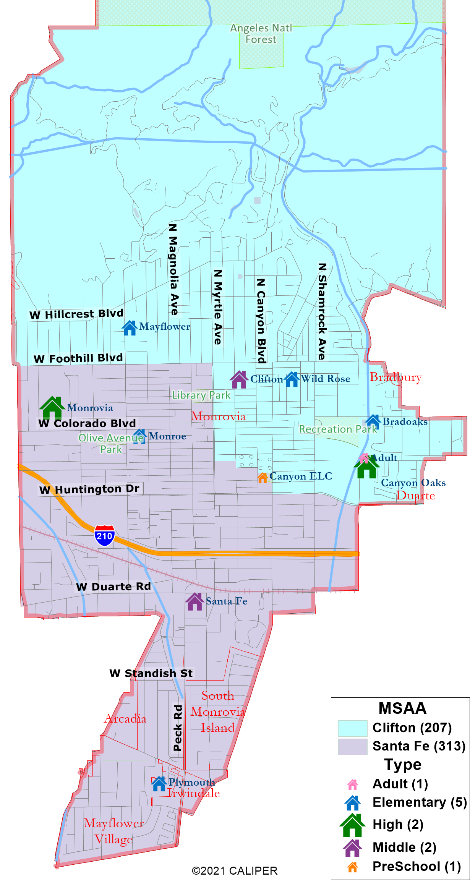 Angeles Natl
Forest
N Magnolia Ave
N Myrtle Ave
N Canyon Blvd
N Shamrock Ave
W Hillcrest Blvd
Mayflower
W Foothill Blvd
Clifton
Wild Rose
Bradbury
Library Park
Monrovia
Monrovia
W Colorado Blvd
Bradoaks
Recreation Park
Olive Avenue
Park
Monroe
Adult
Canyon ELC
Canyon Oaks
Duarte
W Huntington Dr
210
W Duarte Rd
Santa Fe
W Standish St
South
Monrovia
Island
Arcadia
Peck Rd
Plymouth
Irwindale
Mayflower
Village
MSAA
Clifton (207)
Santa Fe (313)
Type
Adult (1)
Elementary (5)
High (2)
Middle (2)
PreSchool (1)
©2021 CALIPER